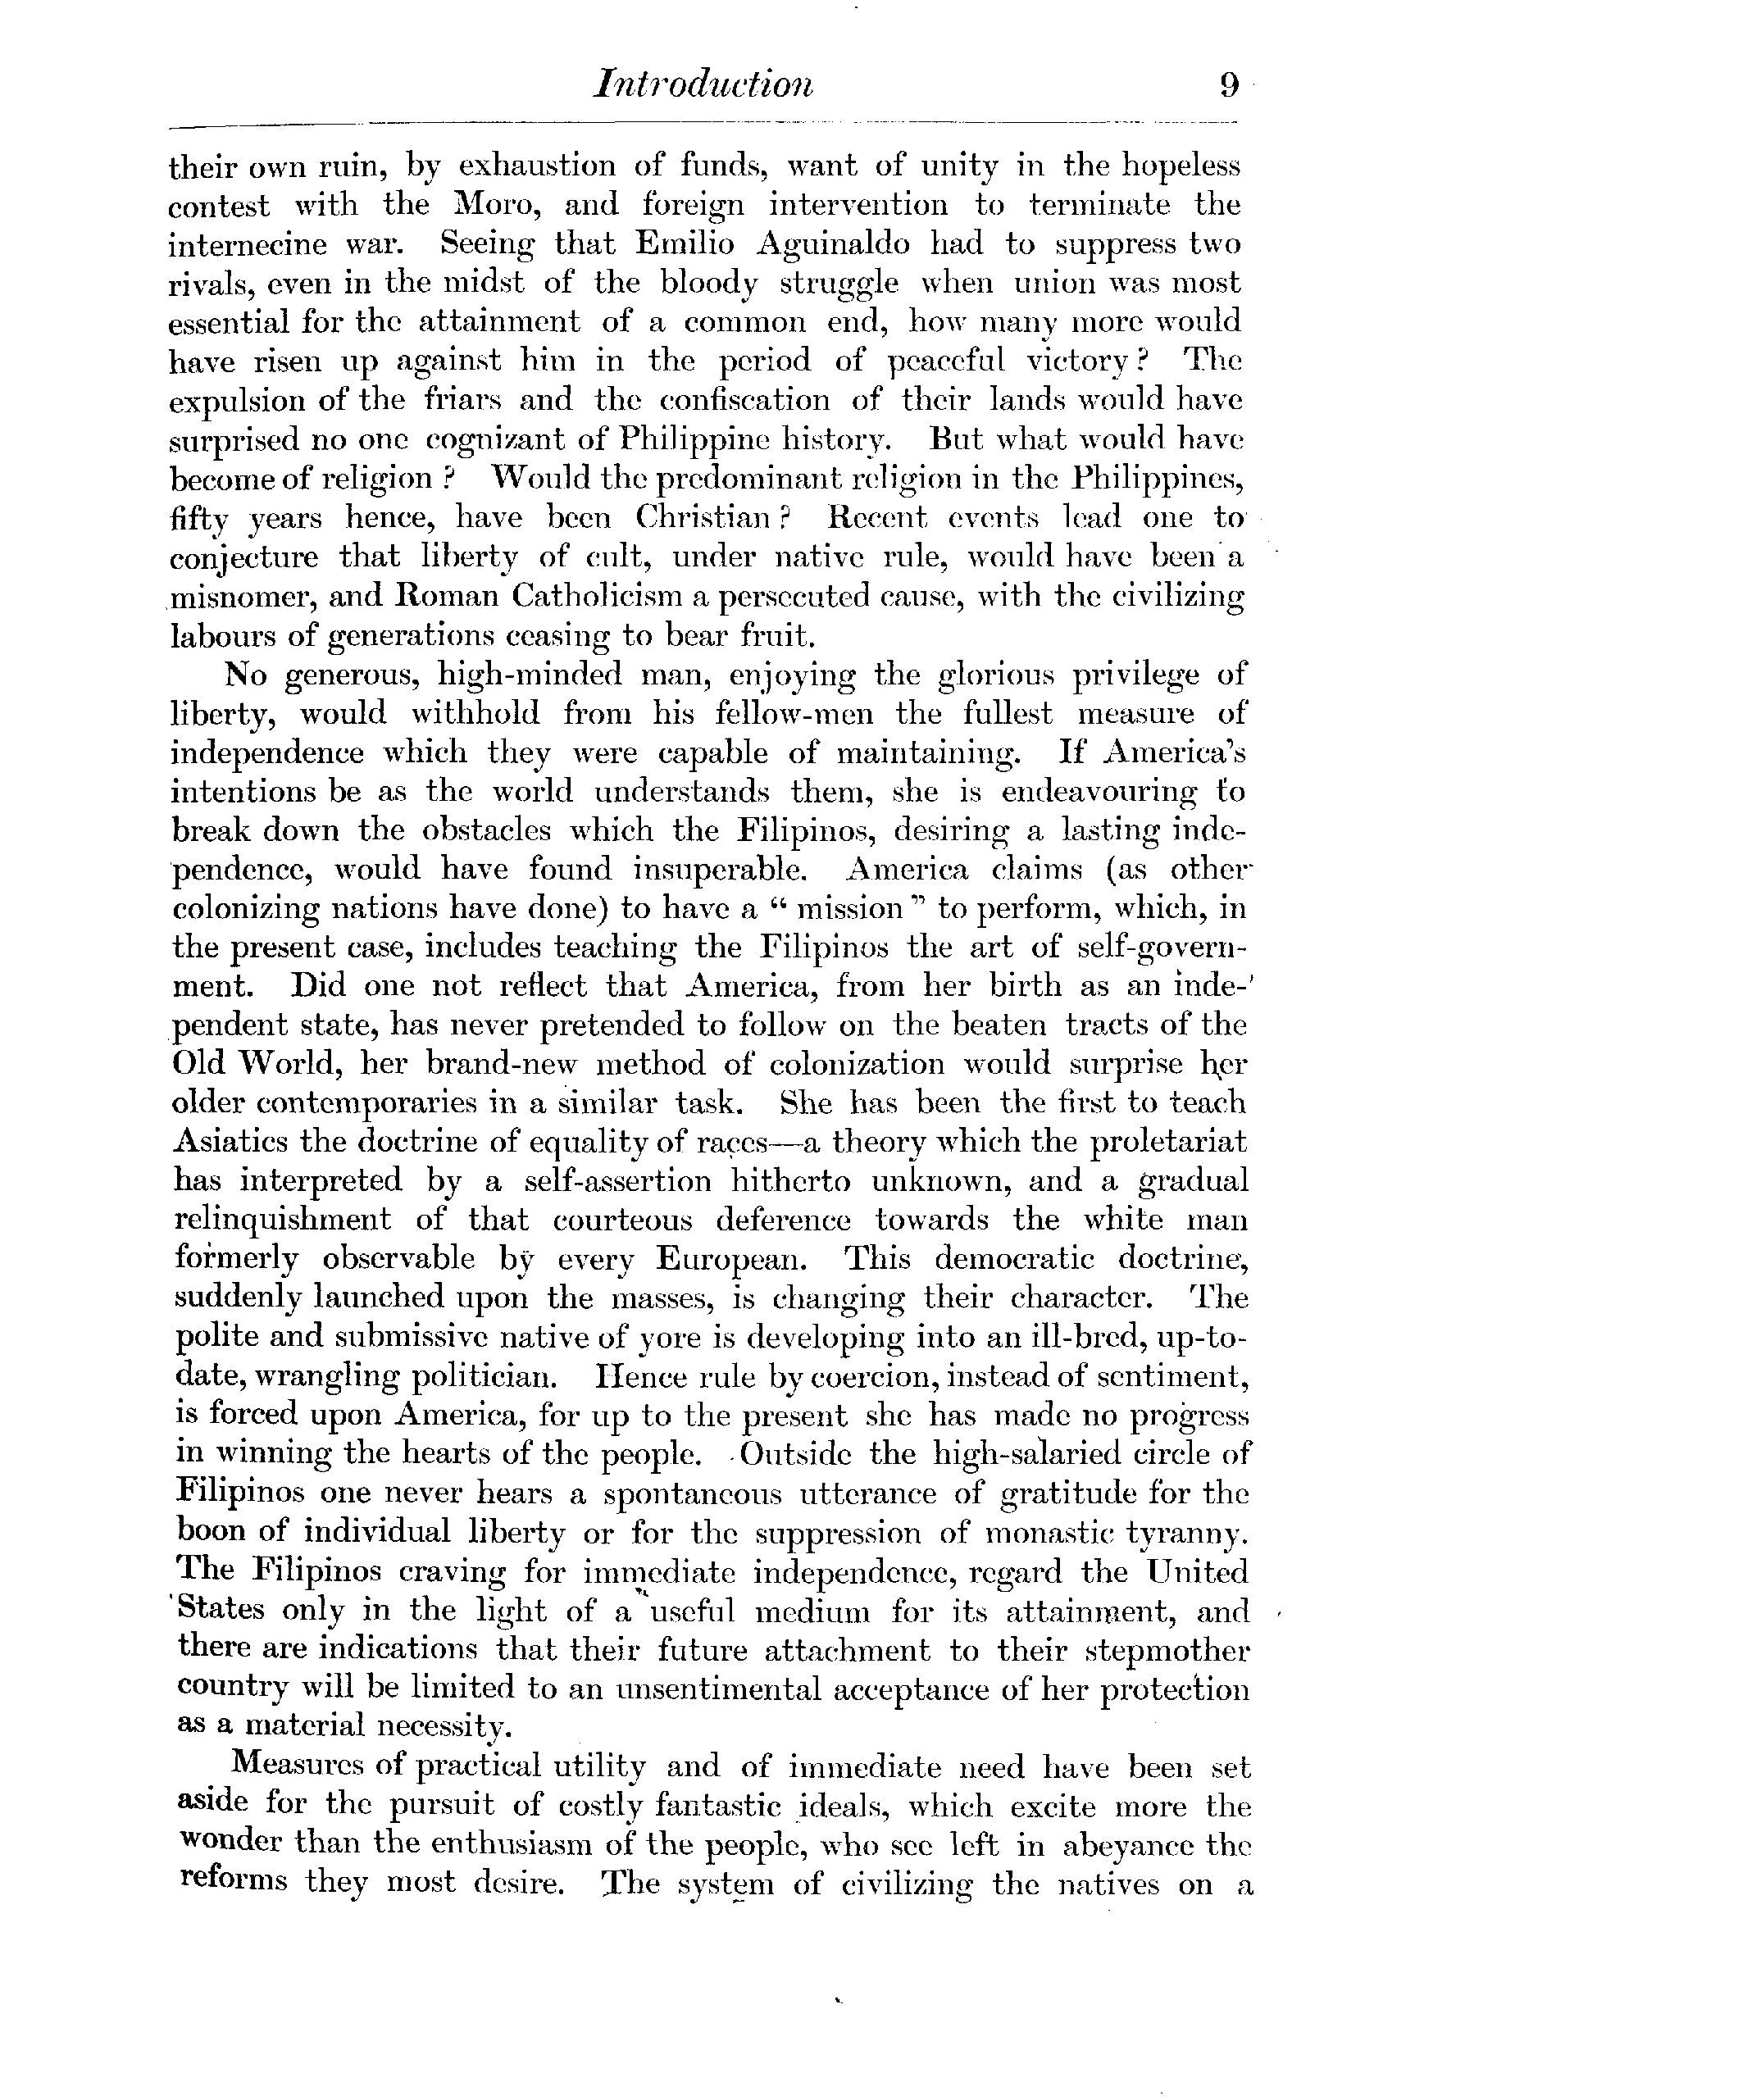 Introduction 9
their own ruin, by exhaustion of funds, want of unity in the hopeless
contest with the Moro, and foreign intervention to terminate the
internecine war. Seeing that Emilio Aguinaldo had to suppress two
rivals, even in the midst of the bloody struggle when union was most
essential for the attainment of a common end, how many more would
have risen up against him in the period of peaceful victory? The
expulsion of the friars and the confiscation of their lands would have
surprised no one cognizant of Philippine history. But what would have
become of religion? Would the predominant religion in the Philippines,
fifty years hence, have been Christian? Recent events lead one to
conjecture that liberty of cult, under native rule, would have been a
misnomer, and Roman Catholicism a persecuted cause, with the civilizing
labours of generations ceasing to bear fruit.
No generous, high-minded man, enjoying the glorious privilege of
liberty, would withhold from his fellow-men the fullest measure of
independence which they were capable of maintaining. If America's
intentions be as the world understands them, she is endeavouring to
break down the obstacles which the Filipinos, desiring a lasting inde-
pendence, would have found insuperable. America claims (as other
colonizing nations have done) to have a "mission" to perform, which, in
the present case, includes teaching the Filipinos the art of self-govern-
ment. Did one not reflect that America, from her birth as an inde-
pendent state, has never pretended to follow on the beaten tracts of the
Old World, her brand-new method of colonization would surprise her
older contemporaries in a similar task. She has been the first to teach
Asiatics the doctrine of equality of races—a theory which the proletariat
has interpreted by a self-assertion hitherto unknown, and a gradual
relinquishment of that courteous deference towards the white man
formerly observable by every European. This democratic doctrine,
suddenly launched upon the masses, is changing their character. The
polite and submissive native of yore is developing into an ill-bred, up-to-
date, wrangling politician. Hence rule by coercion, instead of sentiment,
is forced upon America, for up to the present she has made no progress
in winning the hearts of the people. Outside the high-salaried circle of
Filipinos one never hears a spontaneous utterance of gratitude for the
boon of individual liberty or for the suppression of monastic tyranny.
The Filipinos craving for immediate independence, regard the United
States only in the light of a useful medium for its attainment, and
there are indications that their future attachment to their stepmother
country will be limited to an unsentimental acceptance of her protection
as a material necessity.
Measures of practical utility and of immediate need have been set
aside for the pursuit of costly fantastic ideals, which excite more the
wonder than the enthusiasm of the people, who see left in abeyance the
reforms they most desire. The system of civilizing the natives on a